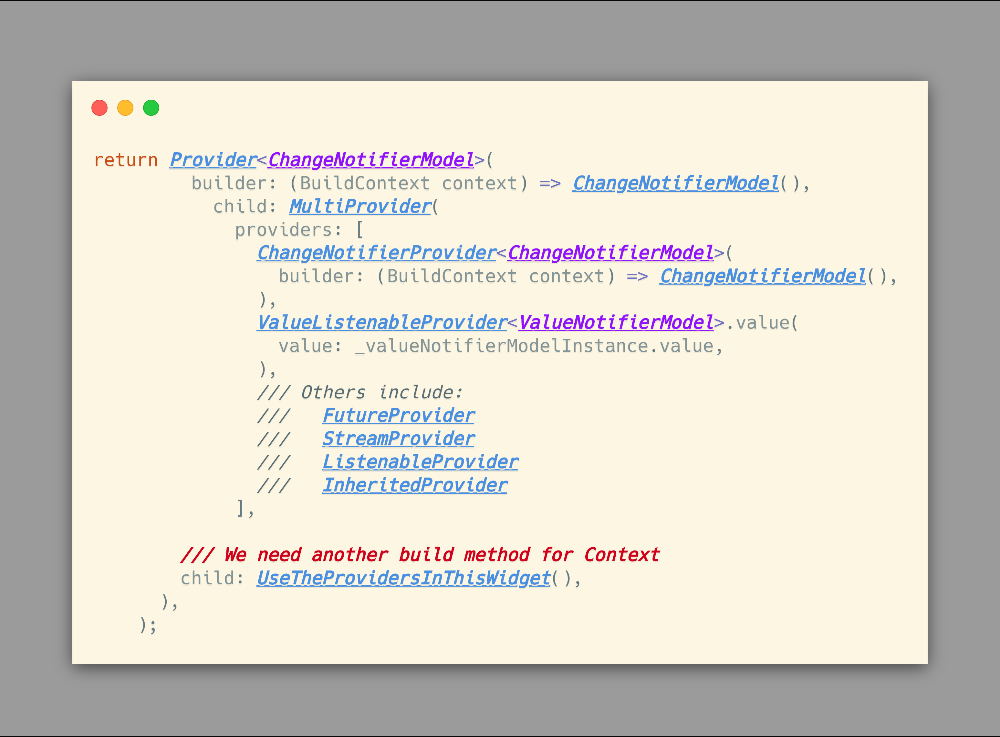 return Provider<ChangeNotifierModel>(
         builder: (BuildContext context) => ChangeNotifierModel(),
           child: MultiProvider(
             providers: [
               ChangeNotifierProvider<ChangeNotifierModel>(
                 builder: (BuildContext context) => ChangeNotifierModel(),
               ),
               ValueListenableProvider<ValueNotifierModel>.value(
                 value: _valueNotifierModelInstance.value,
               ),
               /// Others include:
               ///   FutureProvider
               ///   StreamProvider
               ///   ListenableProvider
               ///   InheritedProvider
             ],

        /// We need another build method for Context
        child: UseTheProvidersInThisWidget(),
      ),
    );